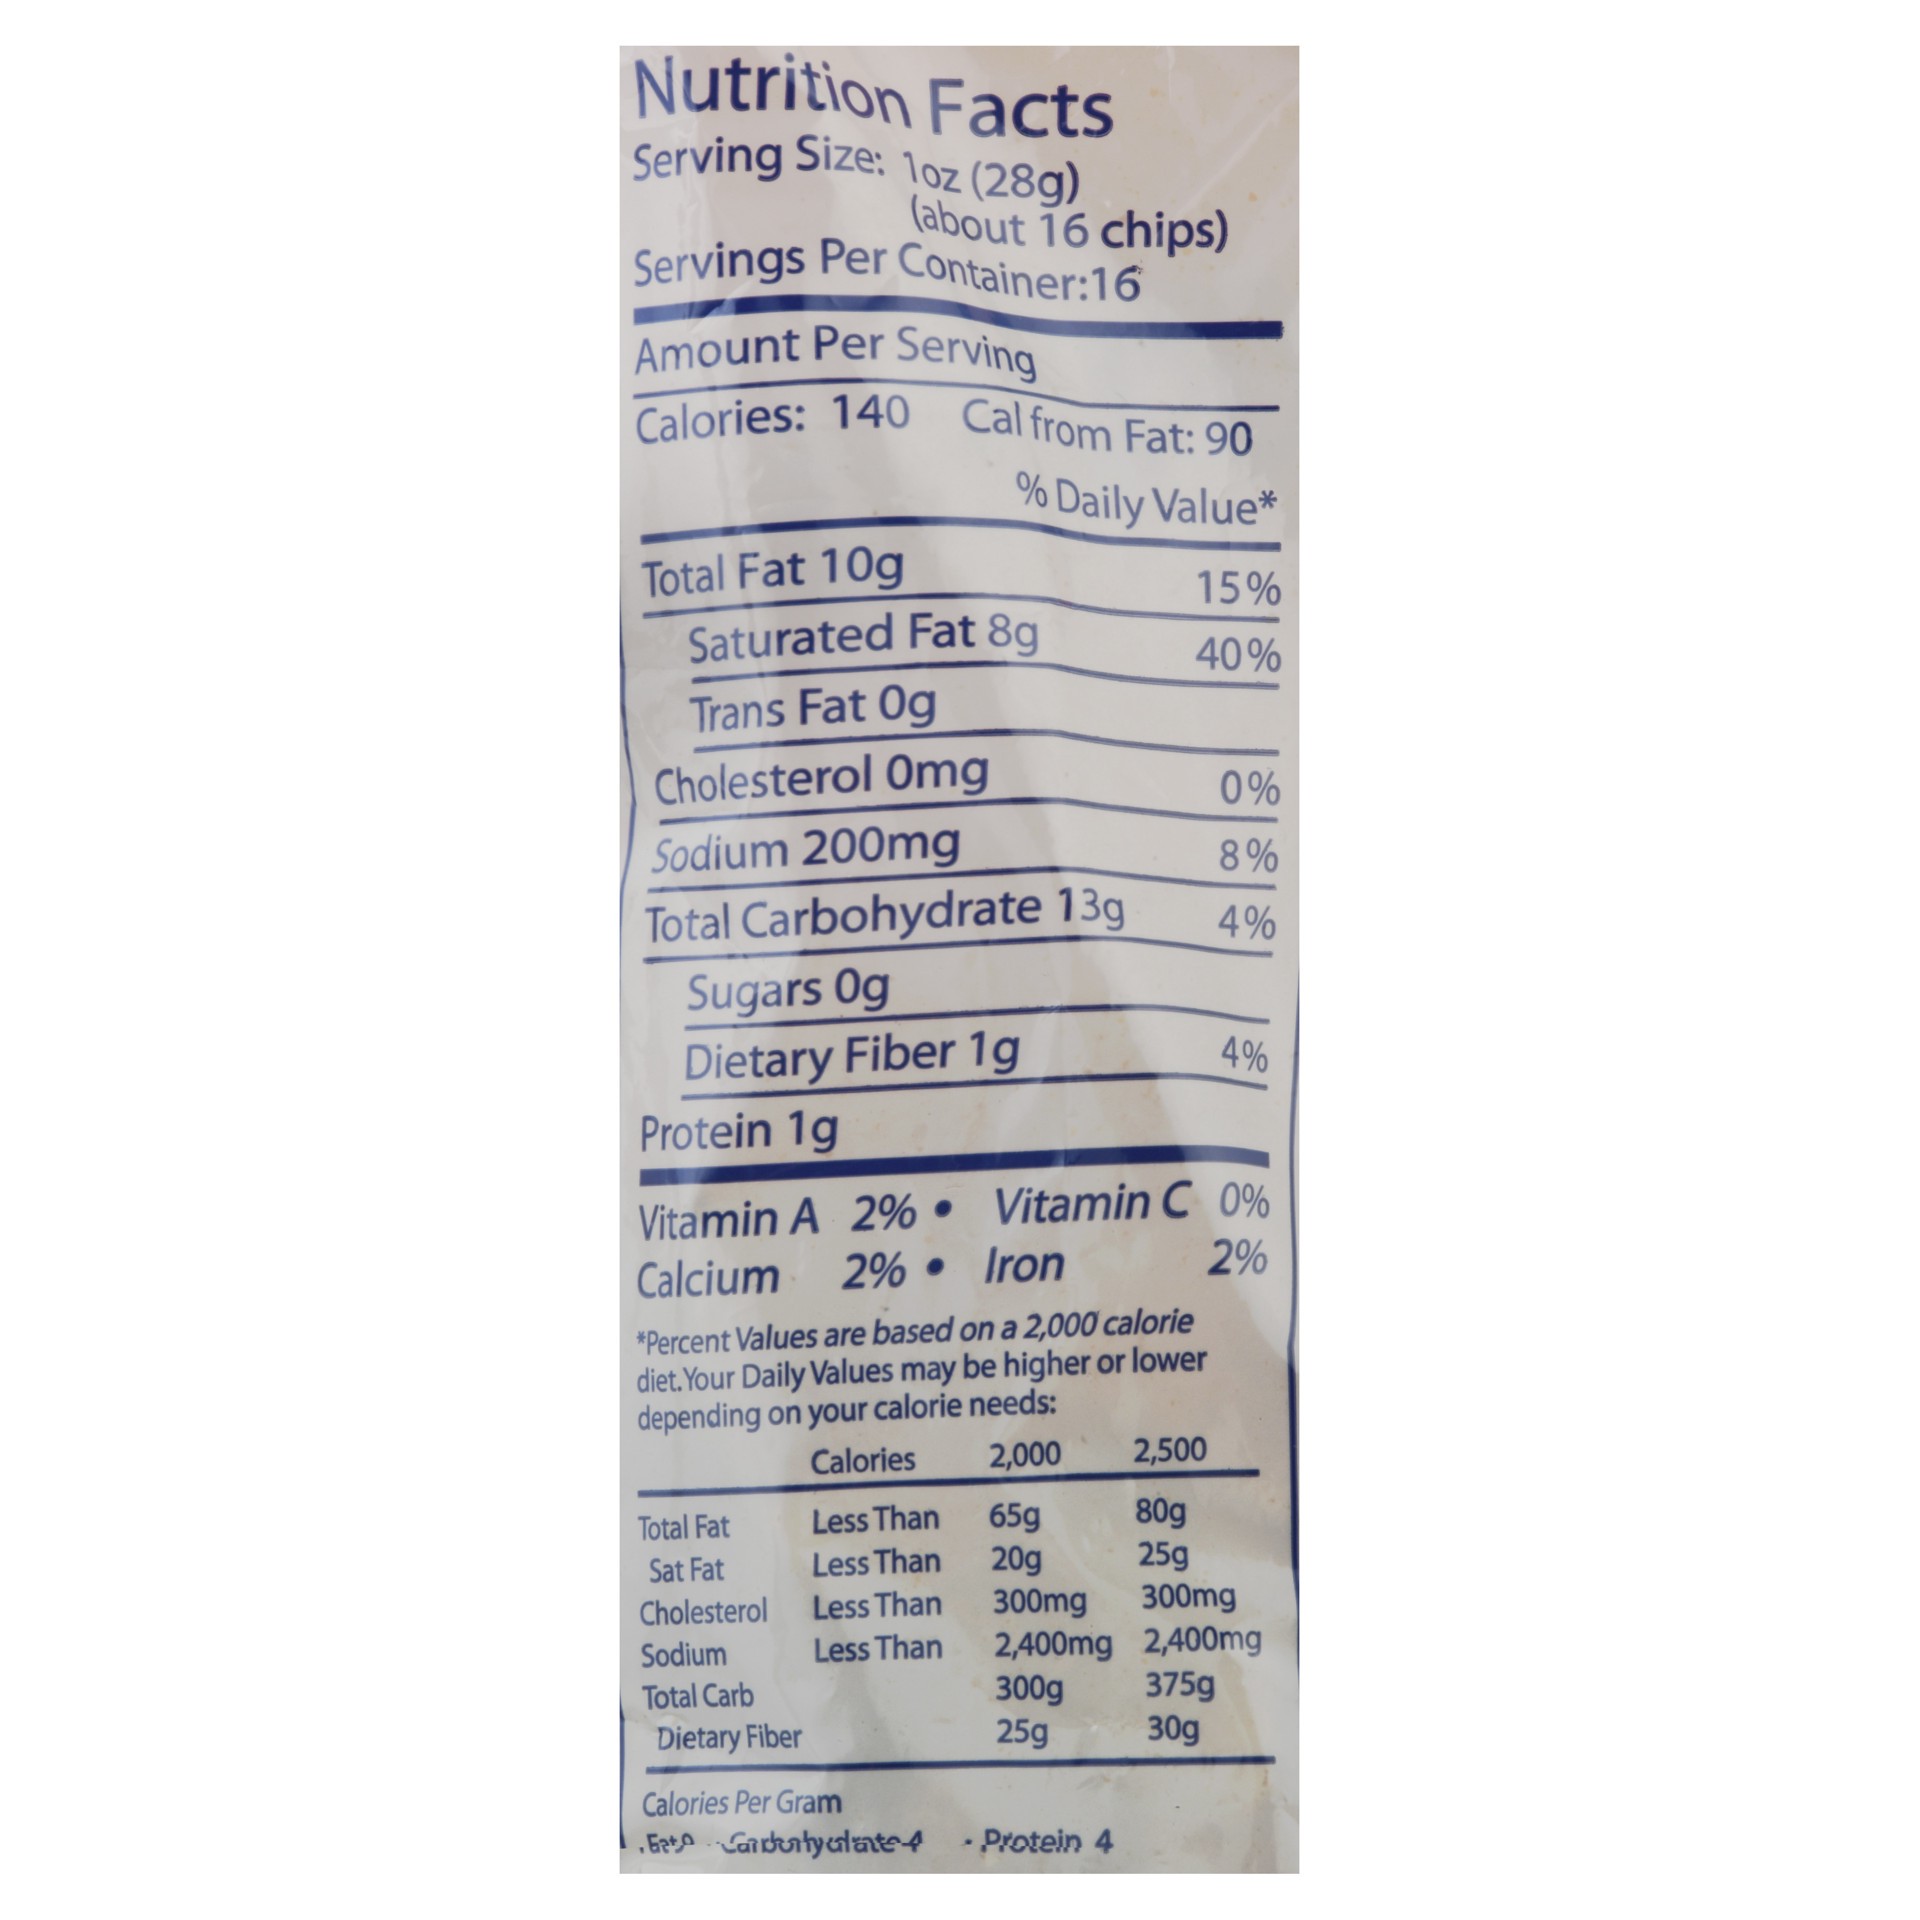 Nutrition Facts
Serving Size: 1oz (28g)
(about 16 chips)
Servings Per Container:16
Amount Per Serving
Calories: 140 Cal from Fat: 90
% Daily Value*
Total Fat 10g 15%
Saturated Fat 8g 40%
Trans Fat 0g
Cholesterol 0mg 0%
Sodium 200mg 8%
Total Carbohydrate 13g 4%
Sugars 0g
Dietary Fiber 1g 4%
Protein 1g
Vitamin A 2% • Vitamin C 0%
Calcium 2% • Iron 2%
*Percent Values are based on a 2,000 calorie
diet. Your Daily Values may be higher or lower
depending on your calorie needs:
Calories 2,000 2,500
Total Fat Less Than 65g 80g
Sat Fat Less Than 20g 25g
Cholesterol Less Than 300mg 300mg
Sodium Less Than 2,400mg 2,400mg
Total Carb 300g 375g
Dietary Fiber 25g 30g
Calories Per Gram
Fat 9 Carbohydrate 4 • Protein 4